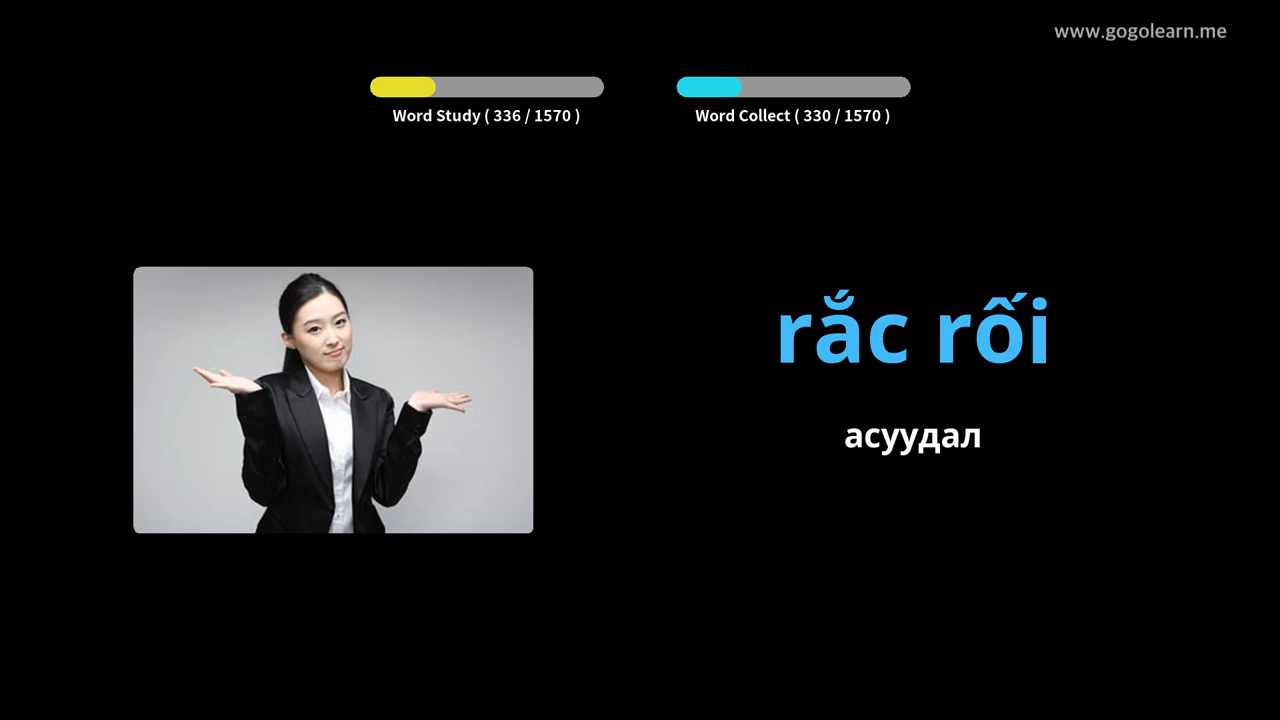 www.gogolearn.me
Word Study ( 336 / 1570 )
Word Collect ( 330 / 1570 )
rắc rối
асуудал